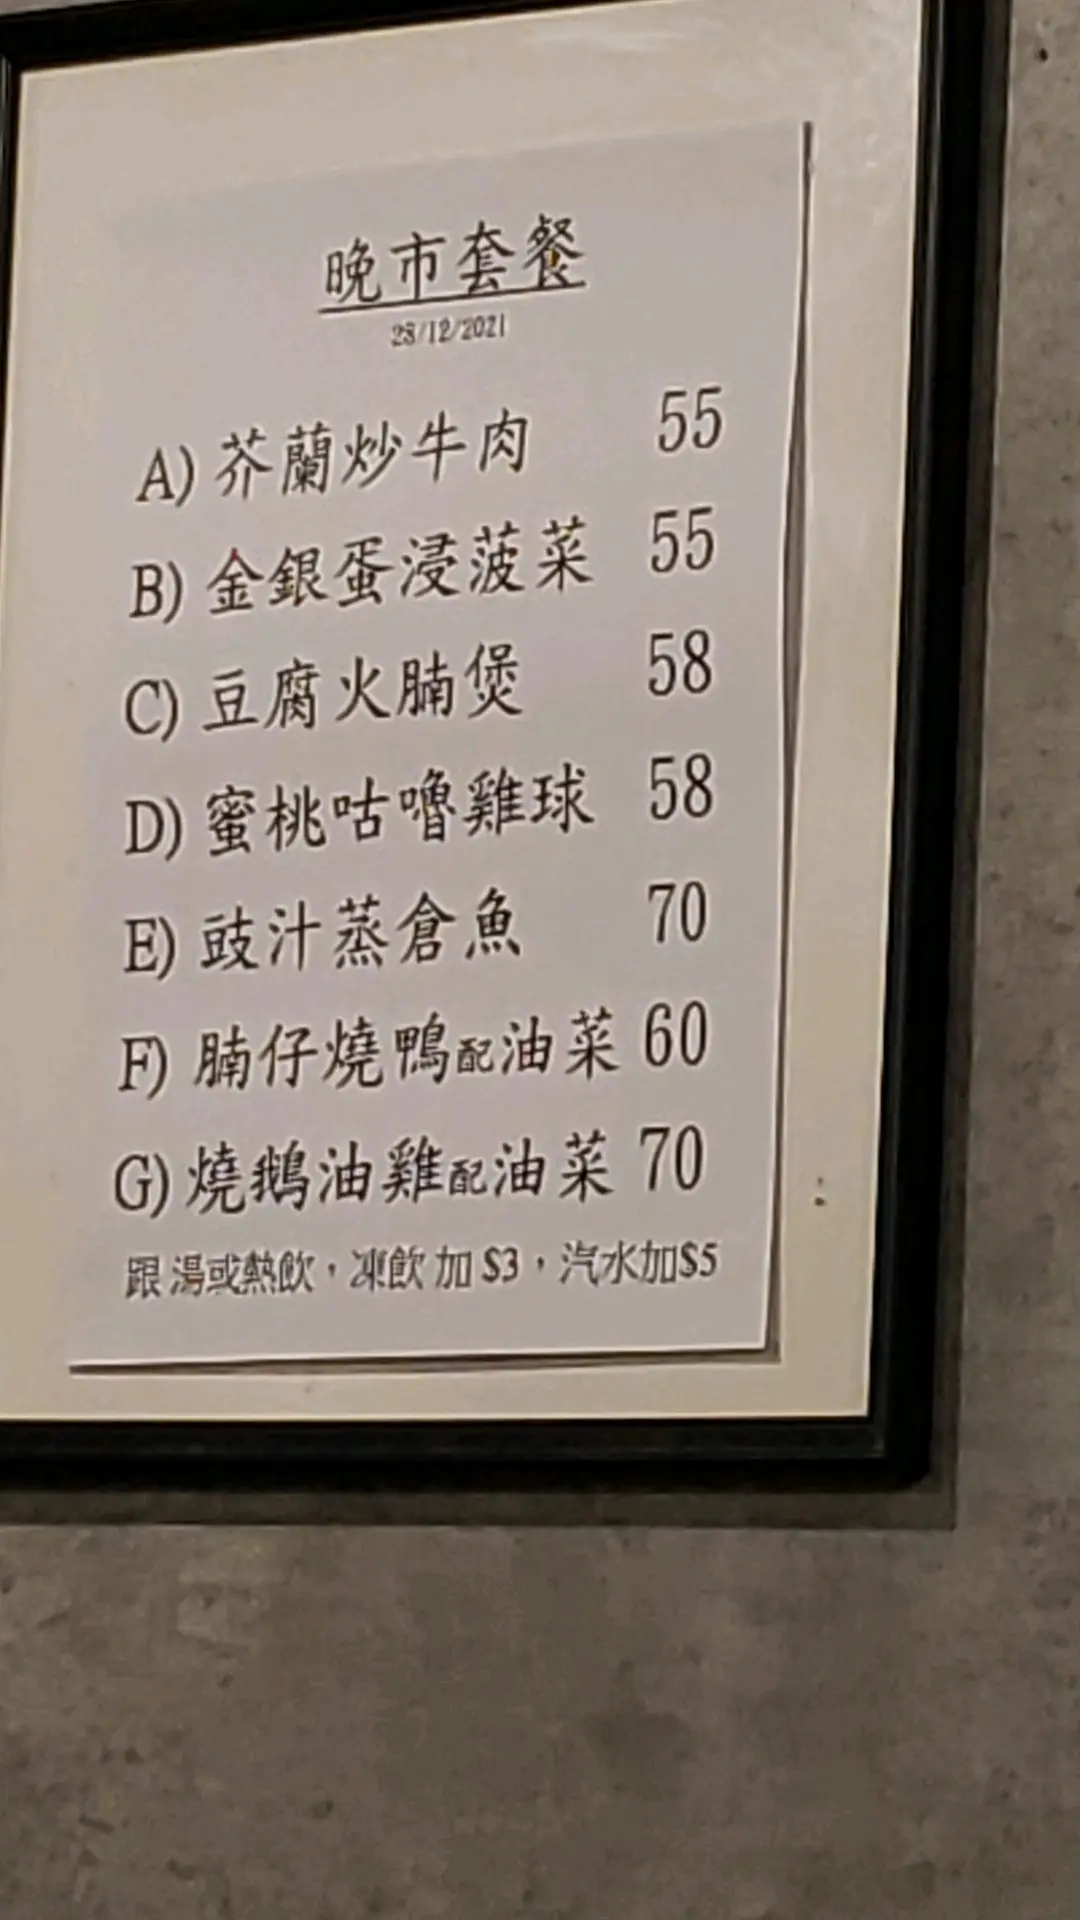 晚市套餐
28/12/2021
A) 芥蘭炒牛肉 55
B) 金銀蛋浸菠菜 55
C) 豆腐火腩煲 58
D) 蜜桃咕嚕雞球 58
E) 豉汁蒸倉魚 70
F) 腩仔燒鴨配油菜 60
G) 燒鵝油雞配油菜 70
跟湯或熱飲，凍飲加$3，汽水加$5